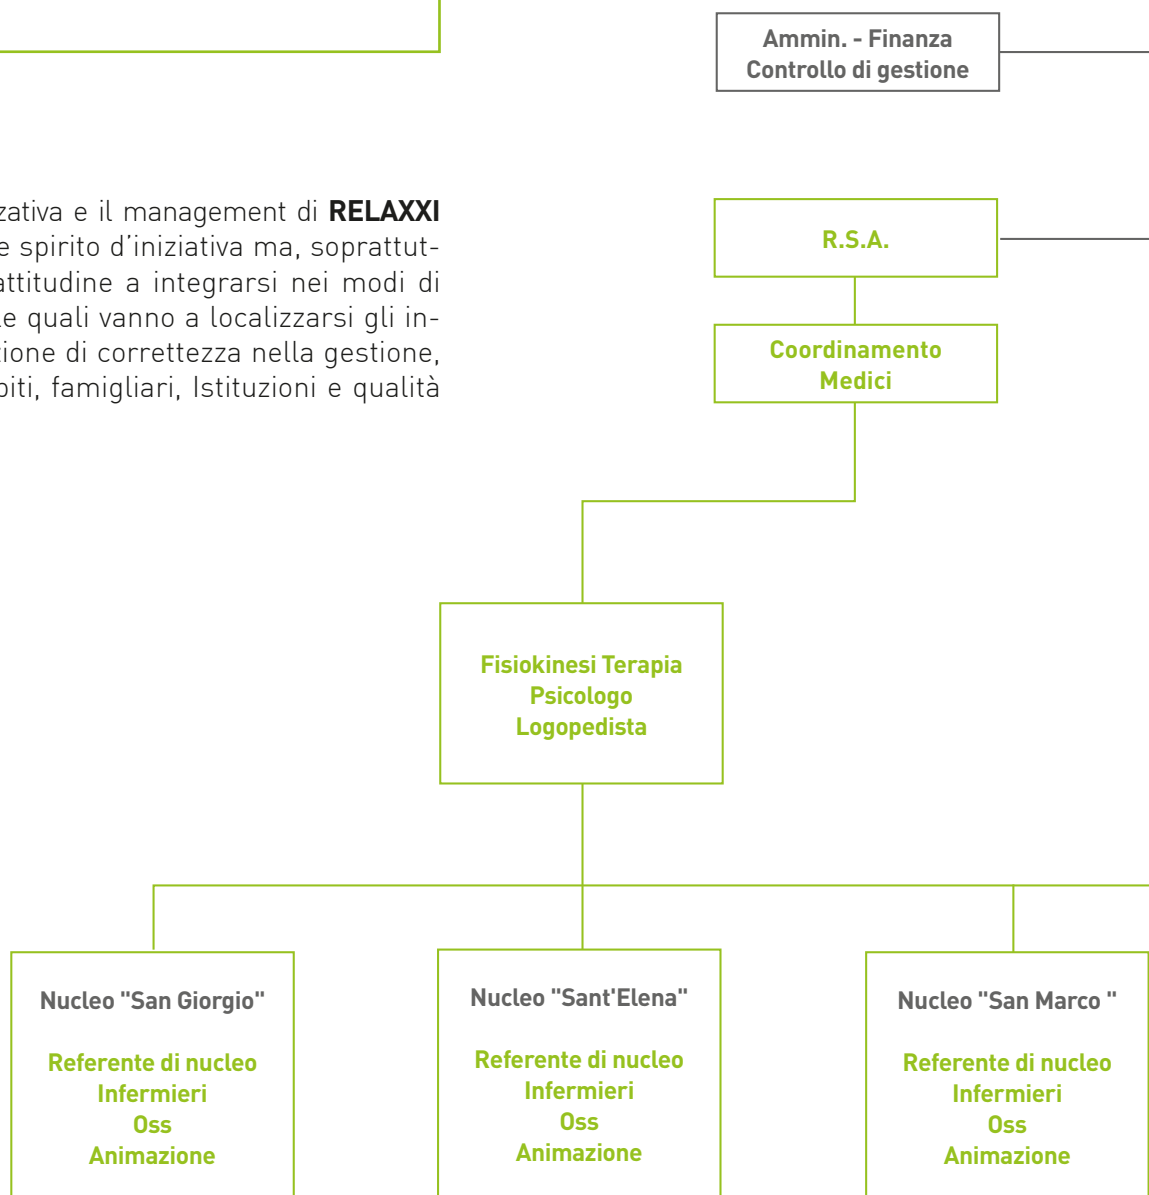 Ammin. - Finanza
Controllo di gestione
zativa e il management di RELAXXI
e spirito d'iniziativa ma, soprattut-
attitudine a integrarsi nei modi di
le quali vanno a localizzarsi gli in-
zione di correttezza nella gestione,
piti, famigliari, Istituzioni e qualità
R.S.A.
Coordinamento
Medici
Fisiokinesi Terapia
Psicologo
Logopedista
Nucleo "San Giorgio"
Referente di nucleo
Infermieri
Oss
Animazione
Nucleo "Sant'Elena"
Referente di nucleo
Infermieri
Oss
Animazione
Nucleo "San Marco "
Referente di nucleo
Infermieri
Oss
Animazione